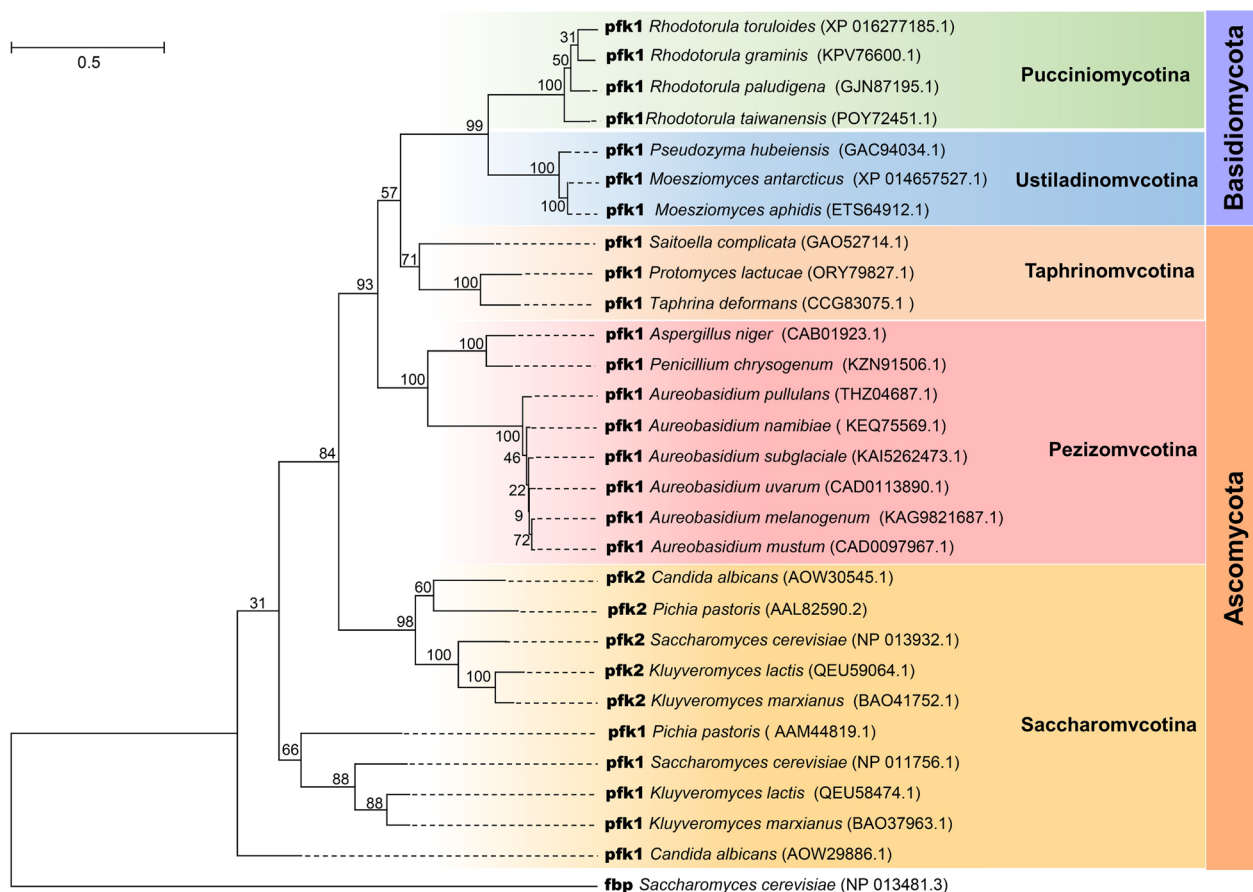 0.5
pfk1 Rhodotorula toruloides (XP 016277185.1)
31
pfk1 Rhodotorula graminis (KPV76600.1)
50
Pucciniomycotina
pfk1 Rhodotorula paludigena (GJN87195.1)
100
pfk1 Rhodotorula taiwanensis (POY72451.1)
99
Basidiomycota
pfk1 Pseudozyma hubeiensis (GAC94034.1)
100
pfk1 Moesziomyces antarcticus (XP 014657527.1)
Ustiladinomvcotina
100
pfk1 Moesziomyces aphidis (ETS64912.1)
57
pfk1 Saitoella complicata (GAO52714.1)
71
pfk1 Protomyces lactucae (ORY79827.1)
Taphrinomvcotina
100
pfk1 Taphrina deformans (CCG83075.1 )
93
pfk1 Aspergillus niger (CAB01923.1)
100
pfk1 Penicillium chrysogenum (KZN91506.1)
100
pfk1 Aureobasidium pullulans (THZ04687.1)
pfk1 Aureobasidium namibiae ( KEQ75569.1)
100
Pezizomvcotina
pfk1 Aureobasidium subglaciale (KAI5262473.1)
46
84
pfk1 Aureobasidium uvarum (CAD0113890.1)
22
pfk1 Aureobasidium melanogenum (KAG9821687.1)
9
pfk1 Aureobasidium mustum (CAD0097967.1)
72
Ascomycota
pfk2 Candida albicans (AOW30545.1)
60
pfk2 Pichia pastoris (AAL82590.2)
98
pfk2 Saccharomyces cerevisiae (NP 013932.1)
100
pfk2 Kluyveromyces lactis (QEU59064.1)
100
pfk2 Kluyveromyces marxianus (BAO41752.1)
31
Saccharomvcotina
pfk1 Pichia pastoris ( AAM44819.1)
66
pfk1 Saccharomyces cerevisiae (NP 011756.1)
88
pfk1 Kluyveromyces lactis (QEU58474.1)
88
pfk1 Kluyveromyces marxianus (BAO37963.1)
pfk1 Candida albicans (AOW29886.1)
fbp Saccharomyces cerevisiae (NP 013481.3)